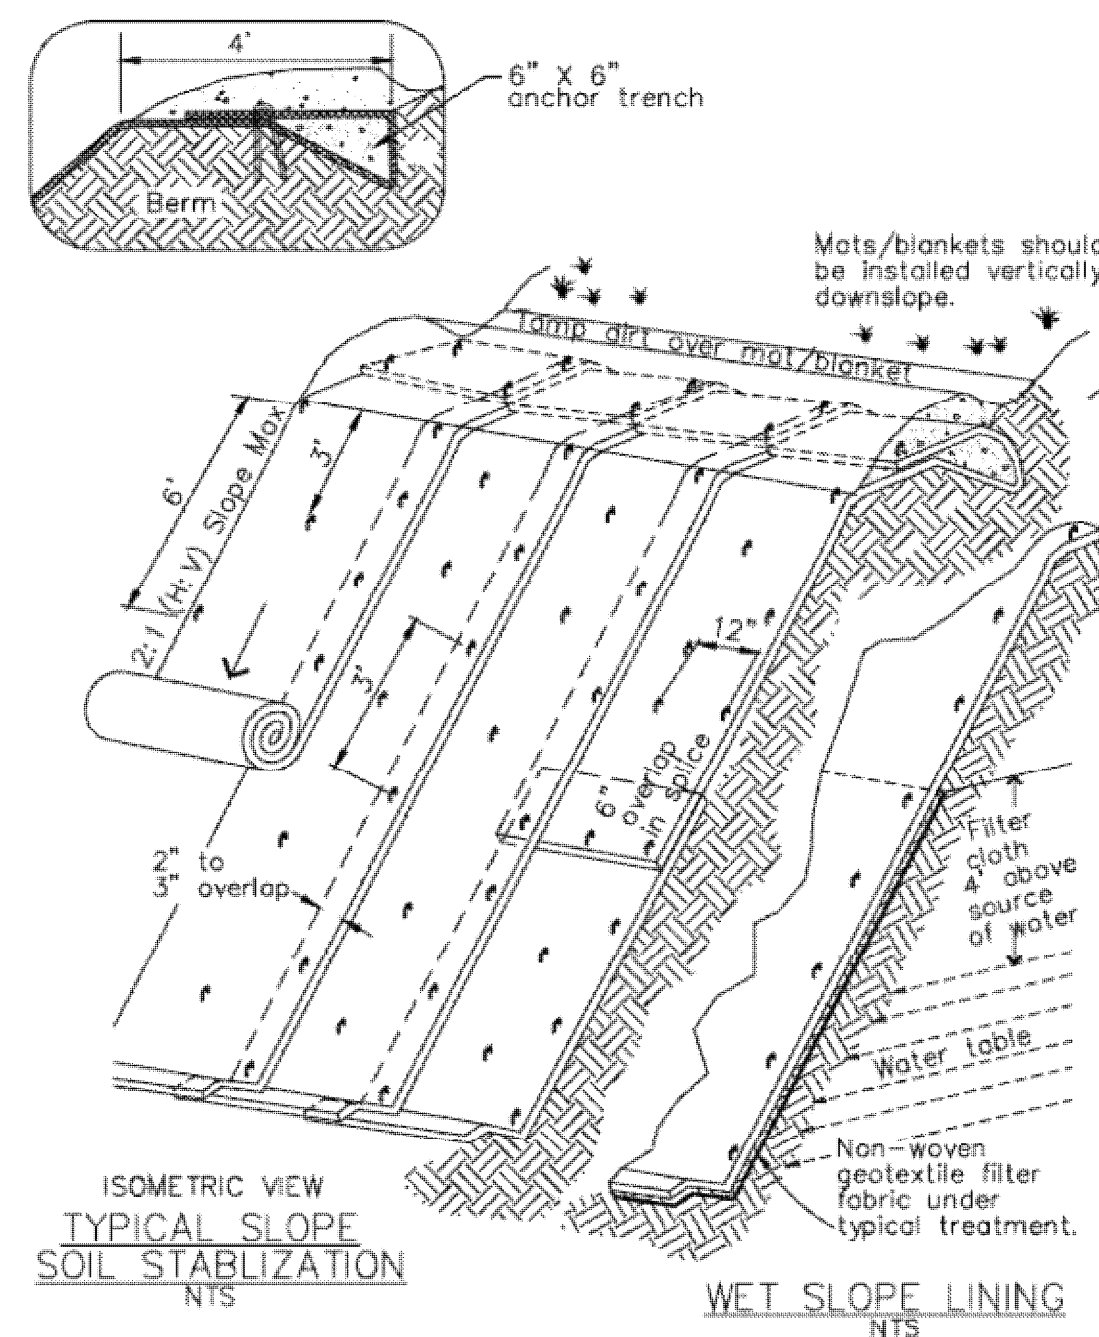 4'
6" X 6"
anchor trench
Berm
Mats/blankets should
be installed vertically
downslope.
Tamp dirt over mat/blanket
6'
2:1 (H:V) Slope Max
3'
12"
3'
6"
overlap
in splice
2" to
3" overlap
Filter
cloth
4' above
source
of water
Water table
Non-woven
geotextile filter
fabric under
typical treatment.
ISOMETRIC VIEW
TYPICAL SLOPE
SOIL STABLIZATION
NTS
WET SLOPE LINING
NTS